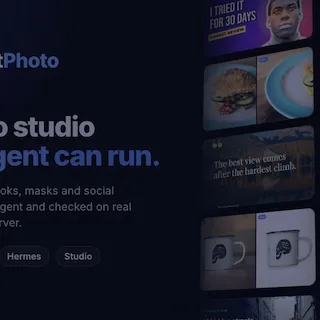 tPhoto
o studio
gent can run.
oks, masks and social
gent and checked on real
rver.
Hermes
Studio
I TRIED IT
FOR 30 DAYS
The best view comes
after the hardest climb.